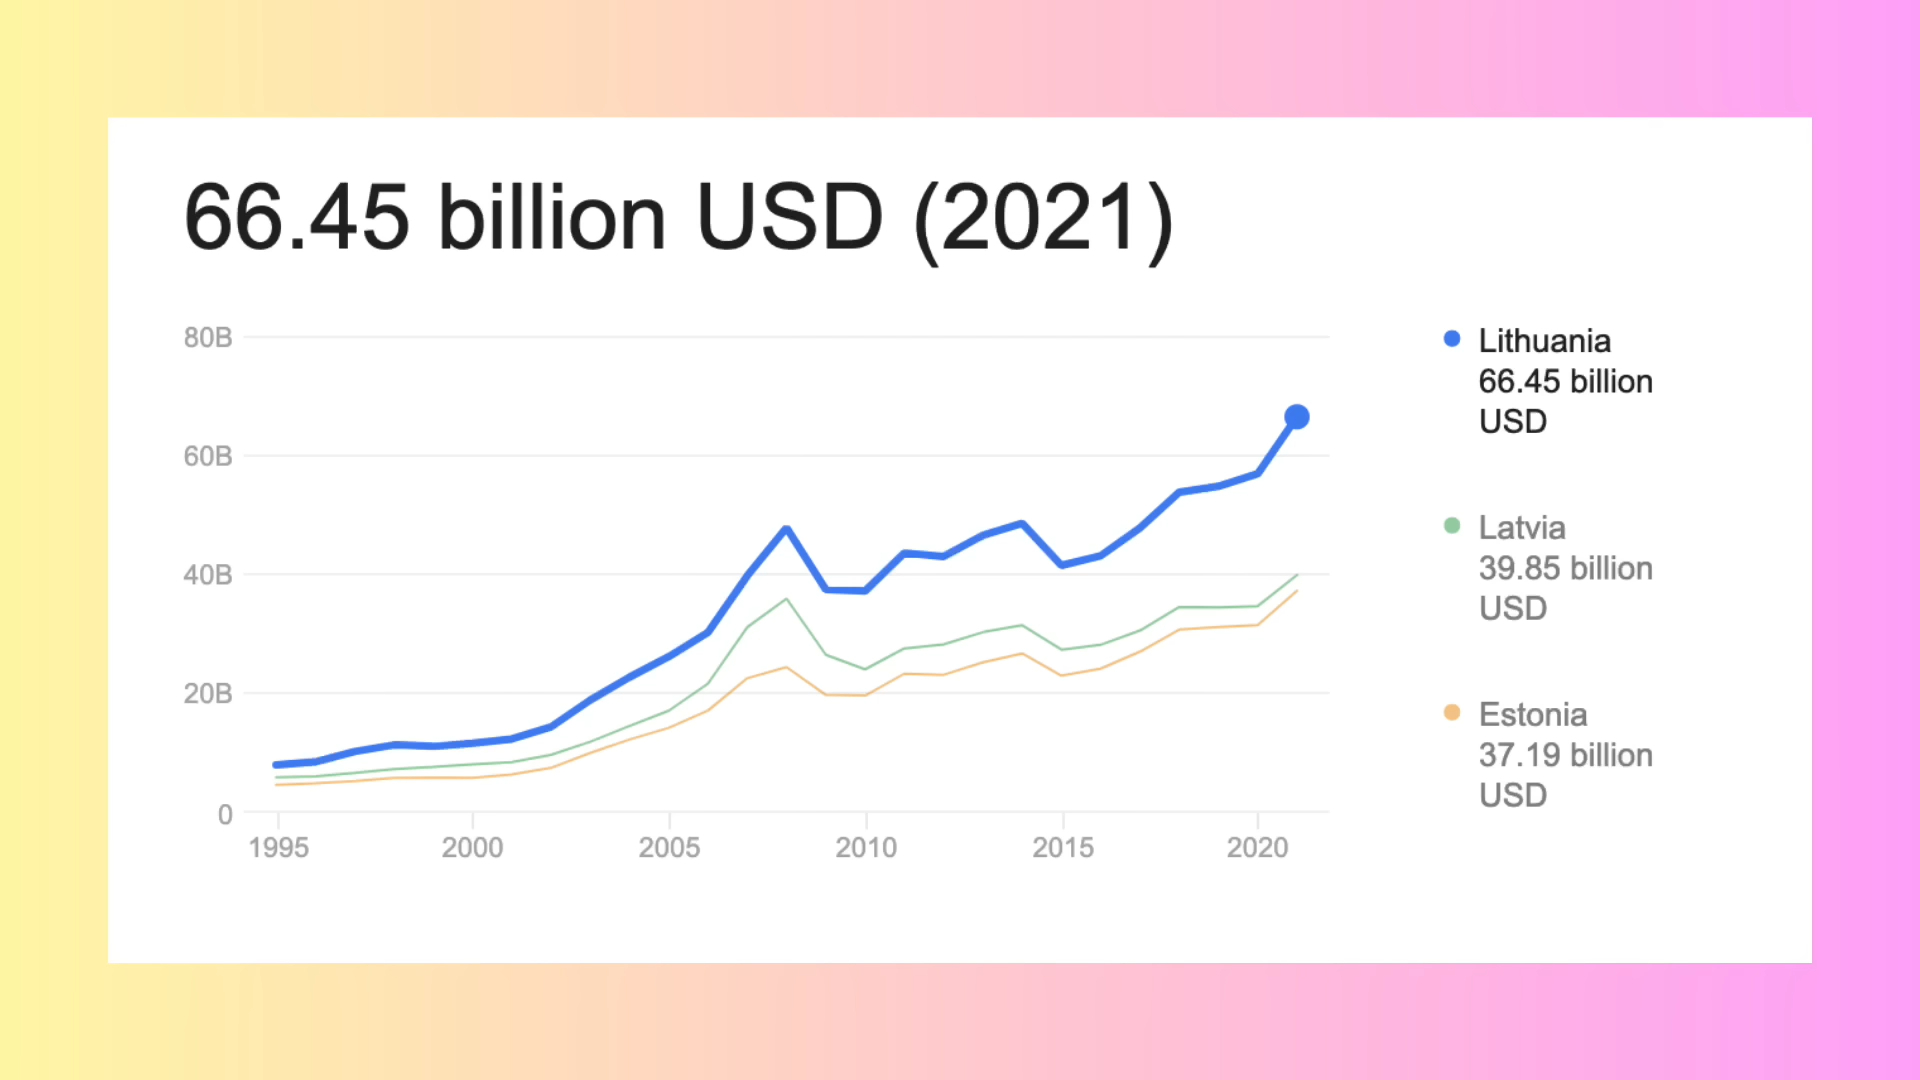 66.45 billion USD (2021)
80B
60B
40B
20B
0
1995 2000 2005 2010 2015 2020
Lithuania
66.45 billion
USD
Latvia
39.85 billion
USD
Estonia
37.19 billion
USD